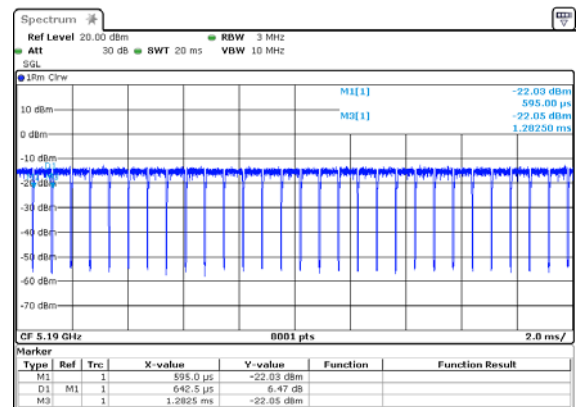 Spectrum
Ref Level 20.00 dBm RBW 3 MHz
Att 30 dB SWT 20 ms VBW 10 MHz
SGL
1Rm Clrw
M1[1] -22.03 dBm
595.00 µs
M3[1] -22.05 dBm
1.28250 ms
10 dBm
0 dBm
-10 dBm
D1
-20 dBm
-30 dBm
-40 dBm
-50 dBm
-60 dBm
-70 dBm
CF 5.19 GHz 8001 pts 2.0 ms/
Marker
Type Ref Trc X-value Y-value Function Function Result
M1 1 595.0 µs -22.03 dBm
D1 M1 1 642.5 µs 6.47 dB
M3 1 1.2825 ms -22.05 dBm